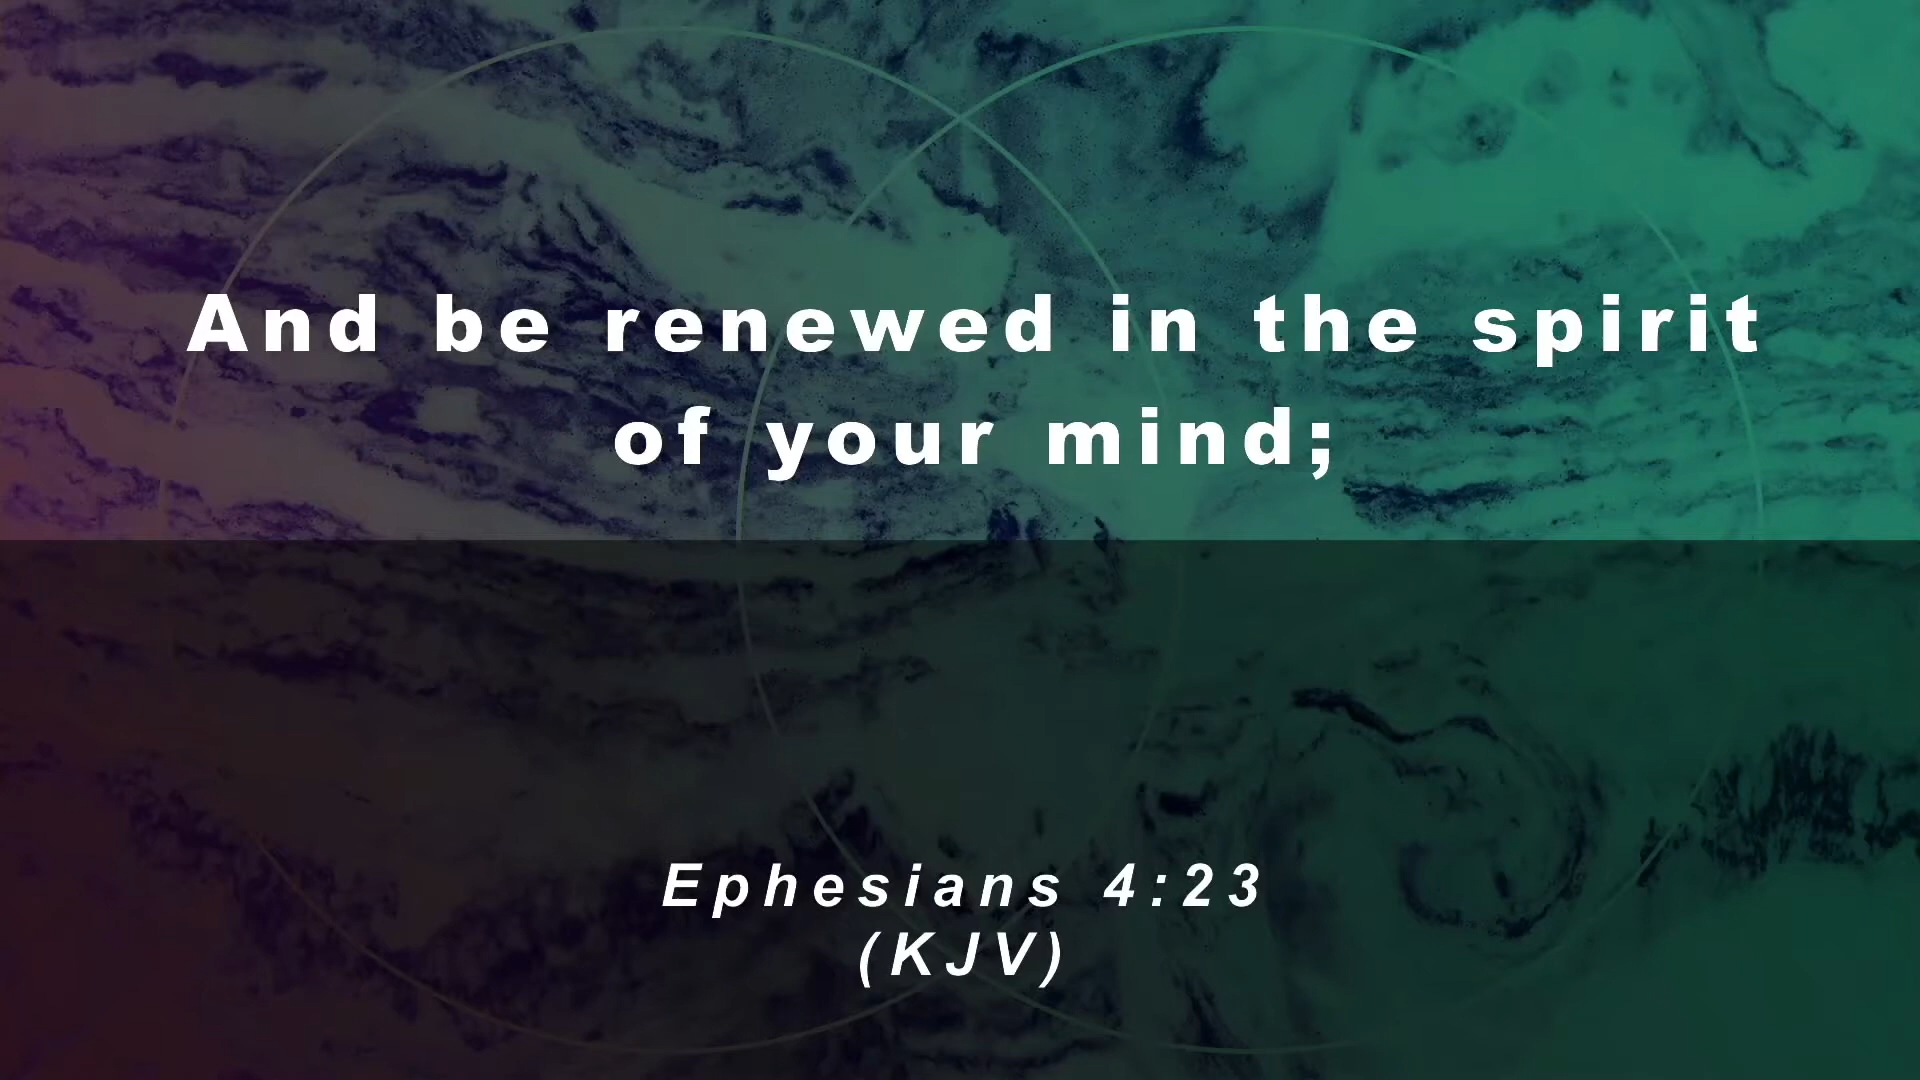 And be renewed in the spirit
of your mind;
Ephesians 4:23
(KJV)